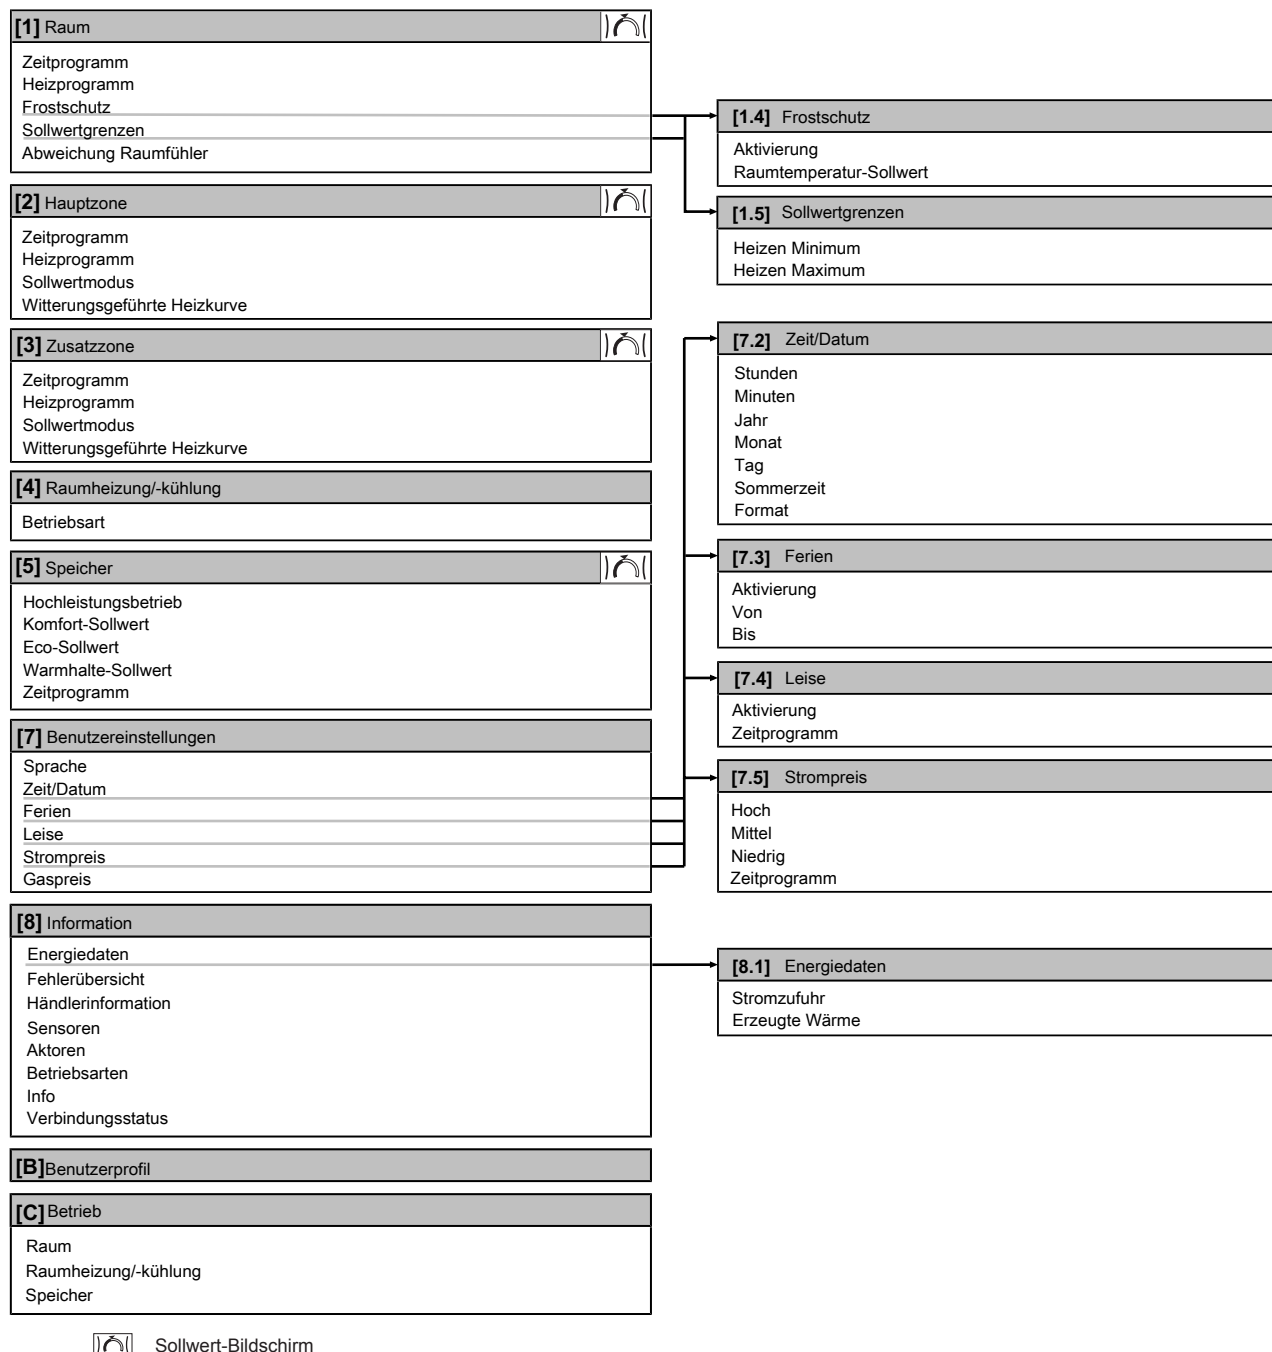 [1] Raum
Zeitprogramm
Heizprogramm
Frostschutz
Sollwertgrenzen
Abweichung Raumfühler
[2] Hauptzone
Zeitprogramm
Heizprogramm
Sollwertmodus
Witterungsgeführte Heizkurve
[3] Zusatzzone
Zeitprogramm
Heizprogramm
Sollwertmodus
Witterungsgeführte Heizkurve
[4] Raumheizung/-kühlung
Betriebsart
[5] Speicher
Hochleistungsbetrieb
Komfort-Sollwert
Eco-Sollwert
Warmhalte-Sollwert
Zeitprogramm
[7] Benutzereinstellungen
Sprache
Zeit/Datum
Ferien
Leise
Strompreis
Gaspreis
[8] Information
Energiedaten
Fehlerübersicht
Händlerinformation
Sensoren
Aktoren
Betriebsarten
Info
Verbindungsstatus
[B] Benutzerprofil
[C] Betrieb
Raum
Raumheizung/-kühlung
Speicher
[1.4] Frostschutz
Aktivierung
Raumtemperatur-Sollwert
[1.5] Sollwertgrenzen
Heizen Minimum
Heizen Maximum
[7.2] Zeit/Datum
Stunden
Minuten
Jahr
Monat
Tag
Sommerzeit
Format
[7.3] Ferien
Aktivierung
Von
Bis
[7.4] Leise
Aktivierung
Zeitprogramm
[7.5] Strompreis
Hoch
Mittel
Niedrig
Zeitprogramm
[8.1] Energiedaten
Stromzufuhr
Erzeugte Wärme
Sollwert-Bildschirm